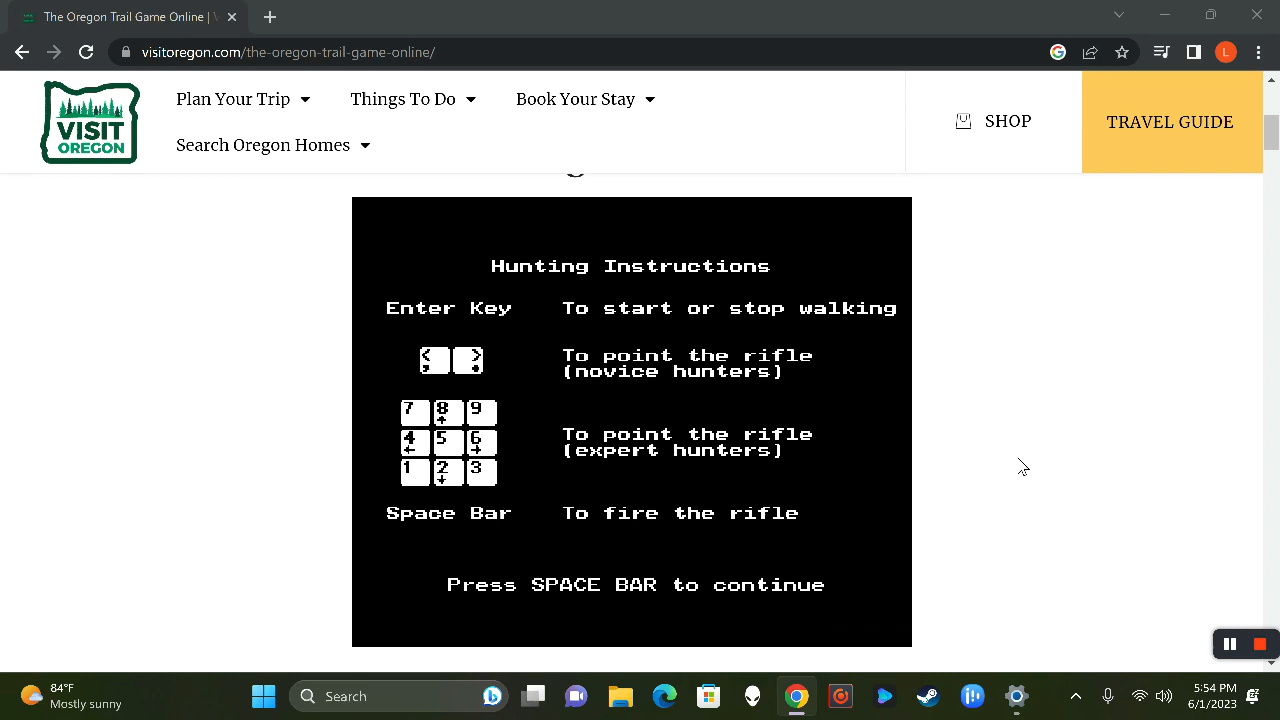 The Oregon Trail Game Online | V
visitoregon.com/the-oregon-trail-game-online/
L
VISIT
OREGON
Plan Your Trip
Things To Do
Book Your Stay
Search Oregon Homes
SHOP
TRAVEL GUIDE
Hunting Instructions
Enter Key To start or stop walking
< >
, .
To point the rifle
(novice hunters)
7 8 9
4 5 6
1 2 3
To point the rifle
(expert hunters)
Space Bar To fire the rifle
Press SPACE BAR to continue
84°F
Mostly sunny
Search
5:54 PM
6/1/2023